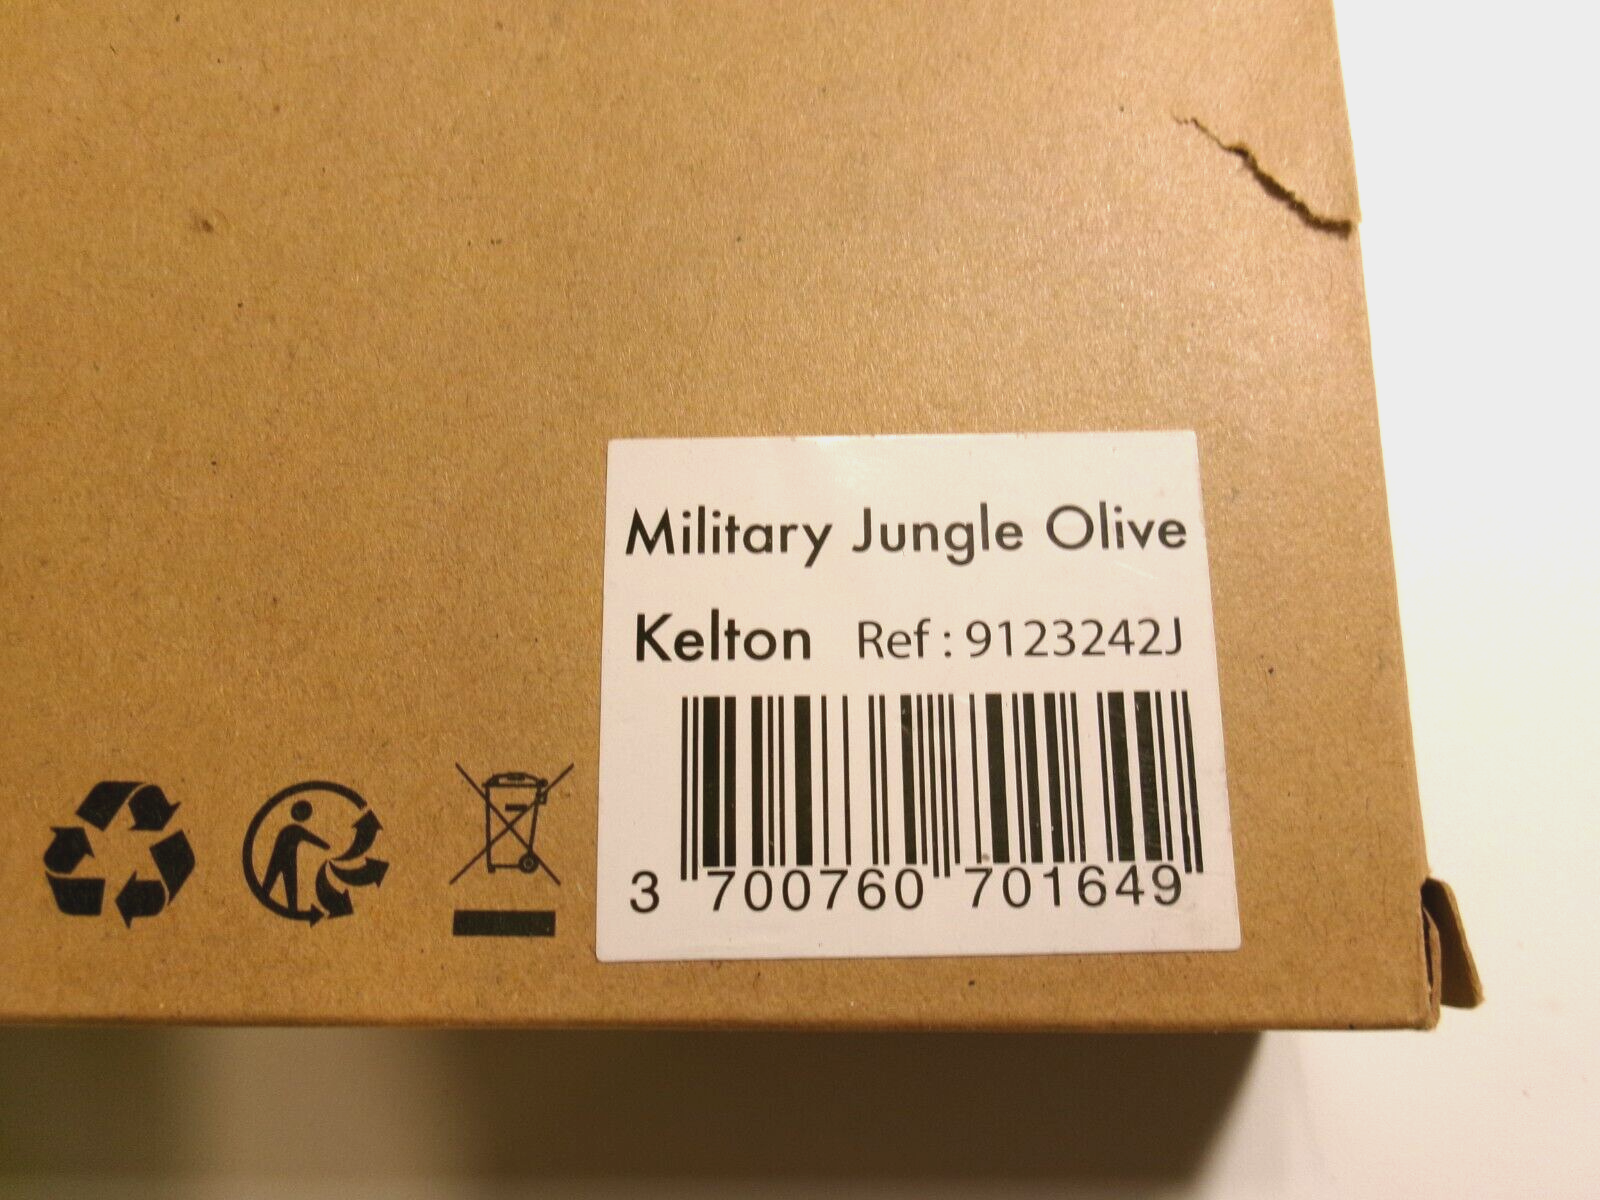 Military Jungle Olive
Kelton Ref : 9123242J
3 700760 701649